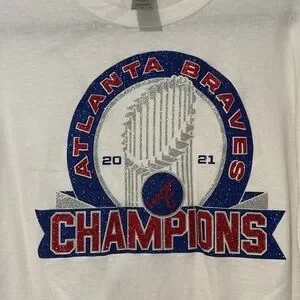 ATLANTA BRAVES
20 21
A
CHAMPIONS